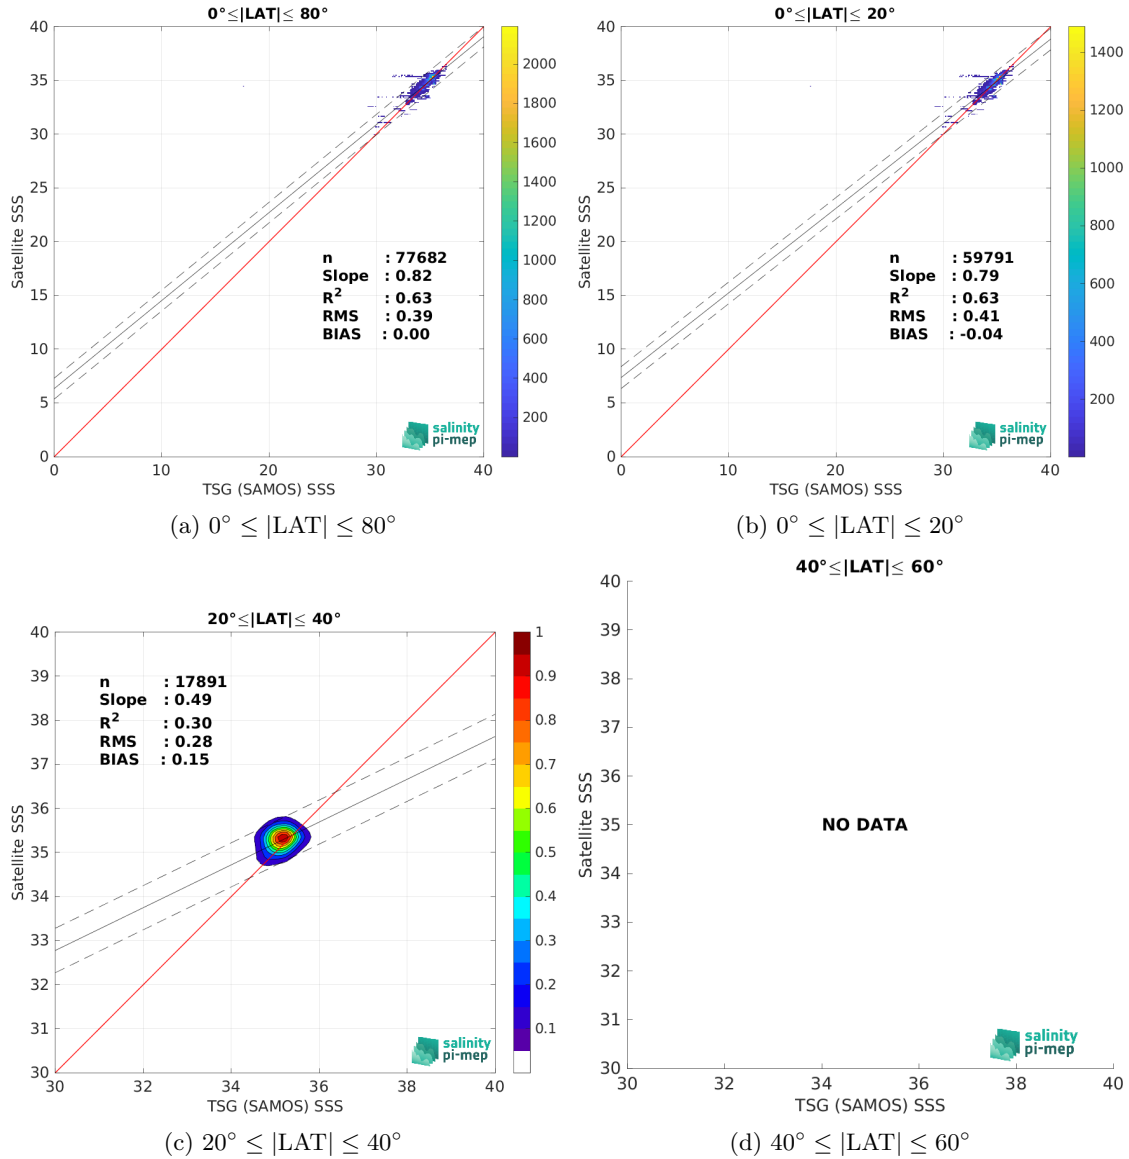 0°≤|LAT|≤ 80°
40
35
30
25
20
15
10
5
0
0
10
20
30
40
Satellite SSS
TSG (SAMOS) SSS
n : 77682
Slope : 0.82
R² : 0.63
RMS : 0.39
BIAS : 0.00
salinity
pi-mep
2000
1800
1600
1400
1200
1000
800
600
400
200
(a) 0° ≤ |LAT| ≤ 80°
0°≤|LAT|≤ 20°
40
35
30
25
20
15
10
5
0
0
10
20
30
40
Satellite SSS
TSG (SAMOS) SSS
n : 59791
Slope : 0.79
R² : 0.63
RMS : 0.41
BIAS : -0.04
salinity
pi-mep
1400
1200
1000
800
600
400
200
(b) 0° ≤ |LAT| ≤ 20°
20°≤|LAT|≤ 40°
40
39
38
37
36
35
34
33
32
31
30
30
32
34
36
38
40
Satellite SSS
TSG (SAMOS) SSS
n : 17891
Slope : 0.49
R² : 0.30
RMS : 0.28
BIAS : 0.15
salinity
pi-mep
1
0.9
0.8
0.7
0.6
0.5
0.4
0.3
0.2
0.1
(c) 20° ≤ |LAT| ≤ 40°
40°≤|LAT|≤ 60°
40
39
38
37
36
35
34
33
32
31
30
30
32
34
36
38
40
Satellite SSS
TSG (SAMOS) SSS
NO DATA
salinity
pi-mep
(d) 40° ≤ |LAT| ≤ 60°